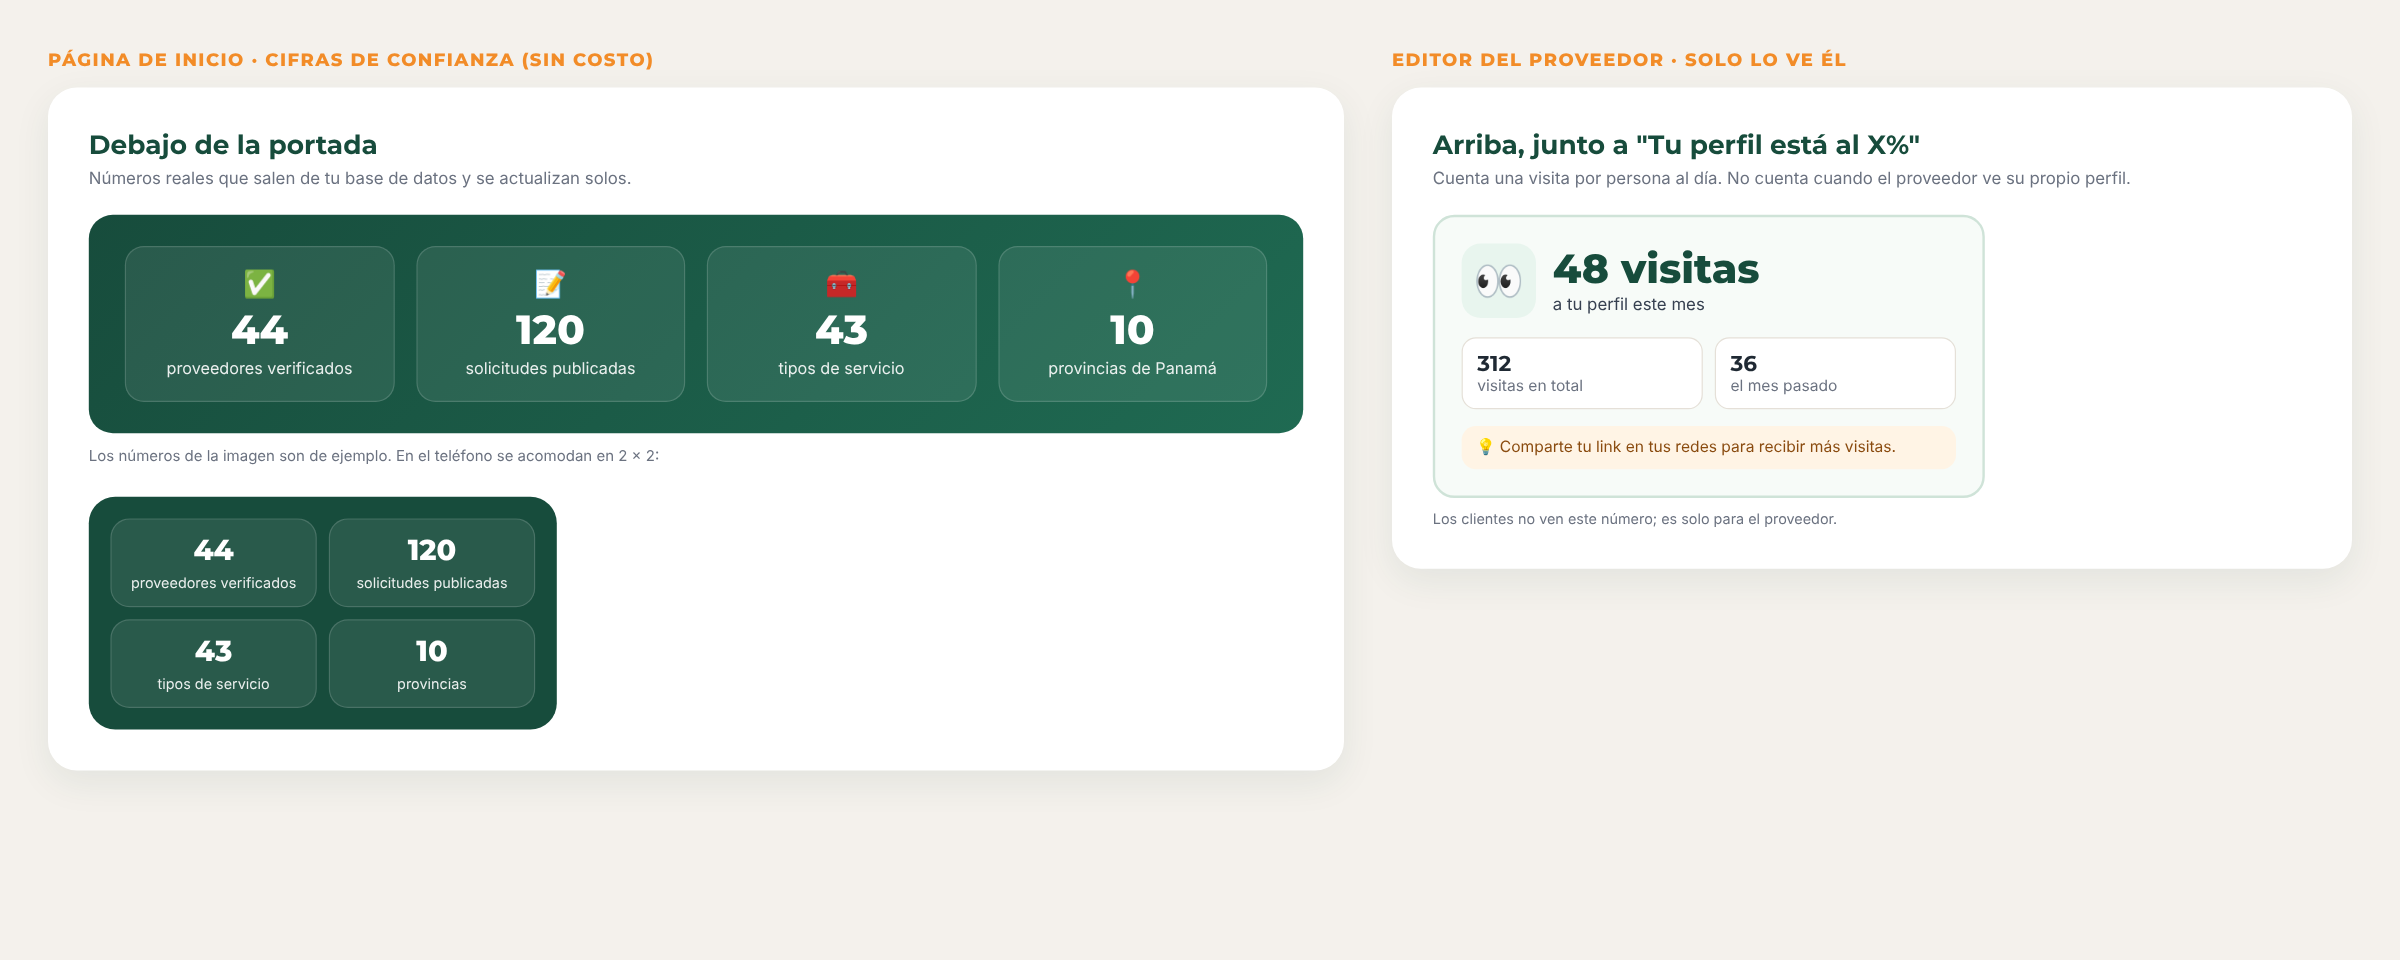 PÁGINA DE INICIO · CIFRAS DE CONFIANZA (SIN COSTO)
Debajo de la portada
Números reales que salen de tu base de datos y se actualizan solos.
44
proveedores verificados
120
solicitudes publicadas
43
tipos de servicio
10
provincias de Panamá
Los números de la imagen son de ejemplo. En el teléfono se acomodan en 2 × 2:
44
proveedores verificados
120
solicitudes publicadas
43
tipos de servicio
10
provincias
EDITOR DEL PROVEEDOR · SOLO LO VE ÉL
Arriba, junto a "Tu perfil está al X%"
Cuenta una visita por persona al día. No cuenta cuando el proveedor ve su propio perfil.
48 visitas
a tu perfil este mes
312
visitas en total
36
el mes pasado
💡 Comparte tu link en tus redes para recibir más visitas.
Los clientes no ven este número; es solo para el proveedor.